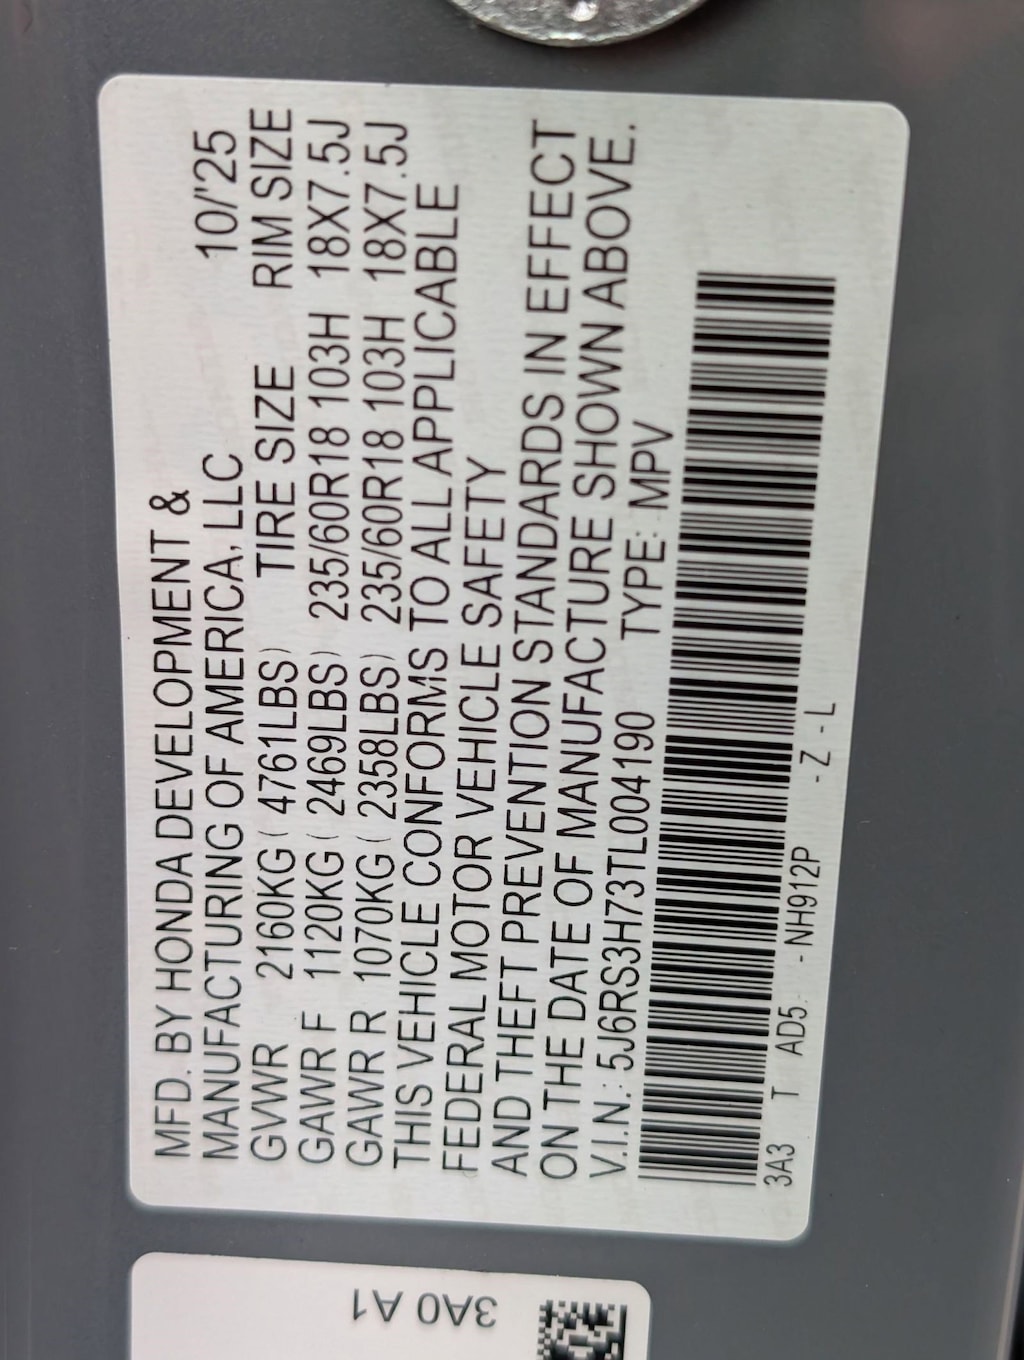 MFD. BY HONDA DEVELOPMENT &
MANUFACTURING OF AMERICA, LLC 10/'25
GVWR 2160KG ( 4761LBS) TIRE SIZE RIM SIZE
GAWR F 1120KG ( 2469LBS) 235/60R18 103H 18X7.5J
GAWR R 1070KG ( 2358LBS) 235/60R18 103H 18X7.5J
THIS VEHICLE CONFORMS TO ALL APPLICABLE
FEDERAL MOTOR VEHICLE SAFETY
AND THEFT PREVENTION STANDARDS IN EFFECT
ON THE DATE OF MANUFACTURE SHOWN ABOVE.
V.I.N.: 5J6RS3H73TL004190 TYPE: MPV
3A3 T AD5 - NH912P - Z - L
3A0 A1